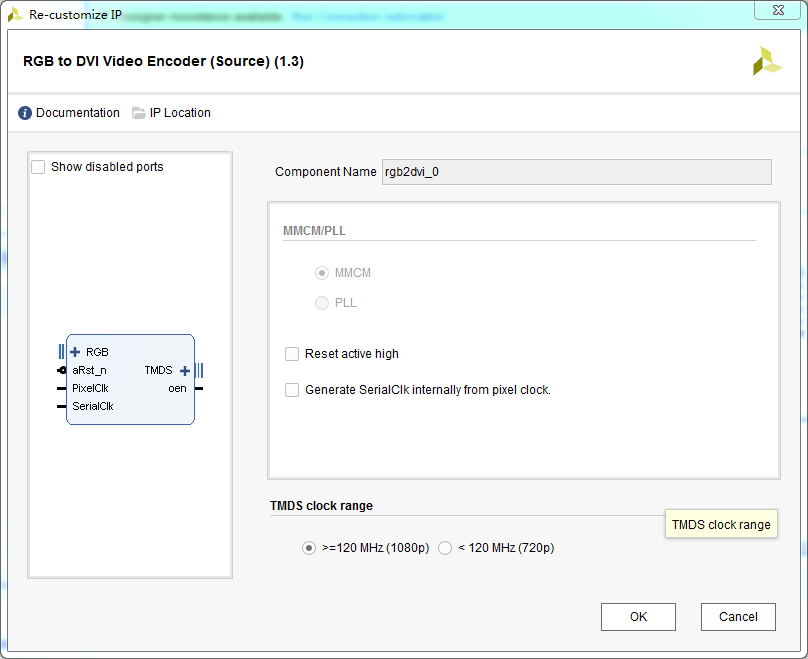 Re-customize IP
RGB to DVI Video Encoder (Source) (1.3)
Documentation IP Location
Show disabled ports
Component Name rgb2dvi_0
MMCM/PLL
MMCM
PLL
Reset active high
Generate SerialClk internally from pixel clock.
RGB
aRst_n TMDS
PixelClk oen
SerialClk
TMDS clock range
TMDS clock range
>=120 MHz (1080p) < 120 MHz (720p)
OK Cancel